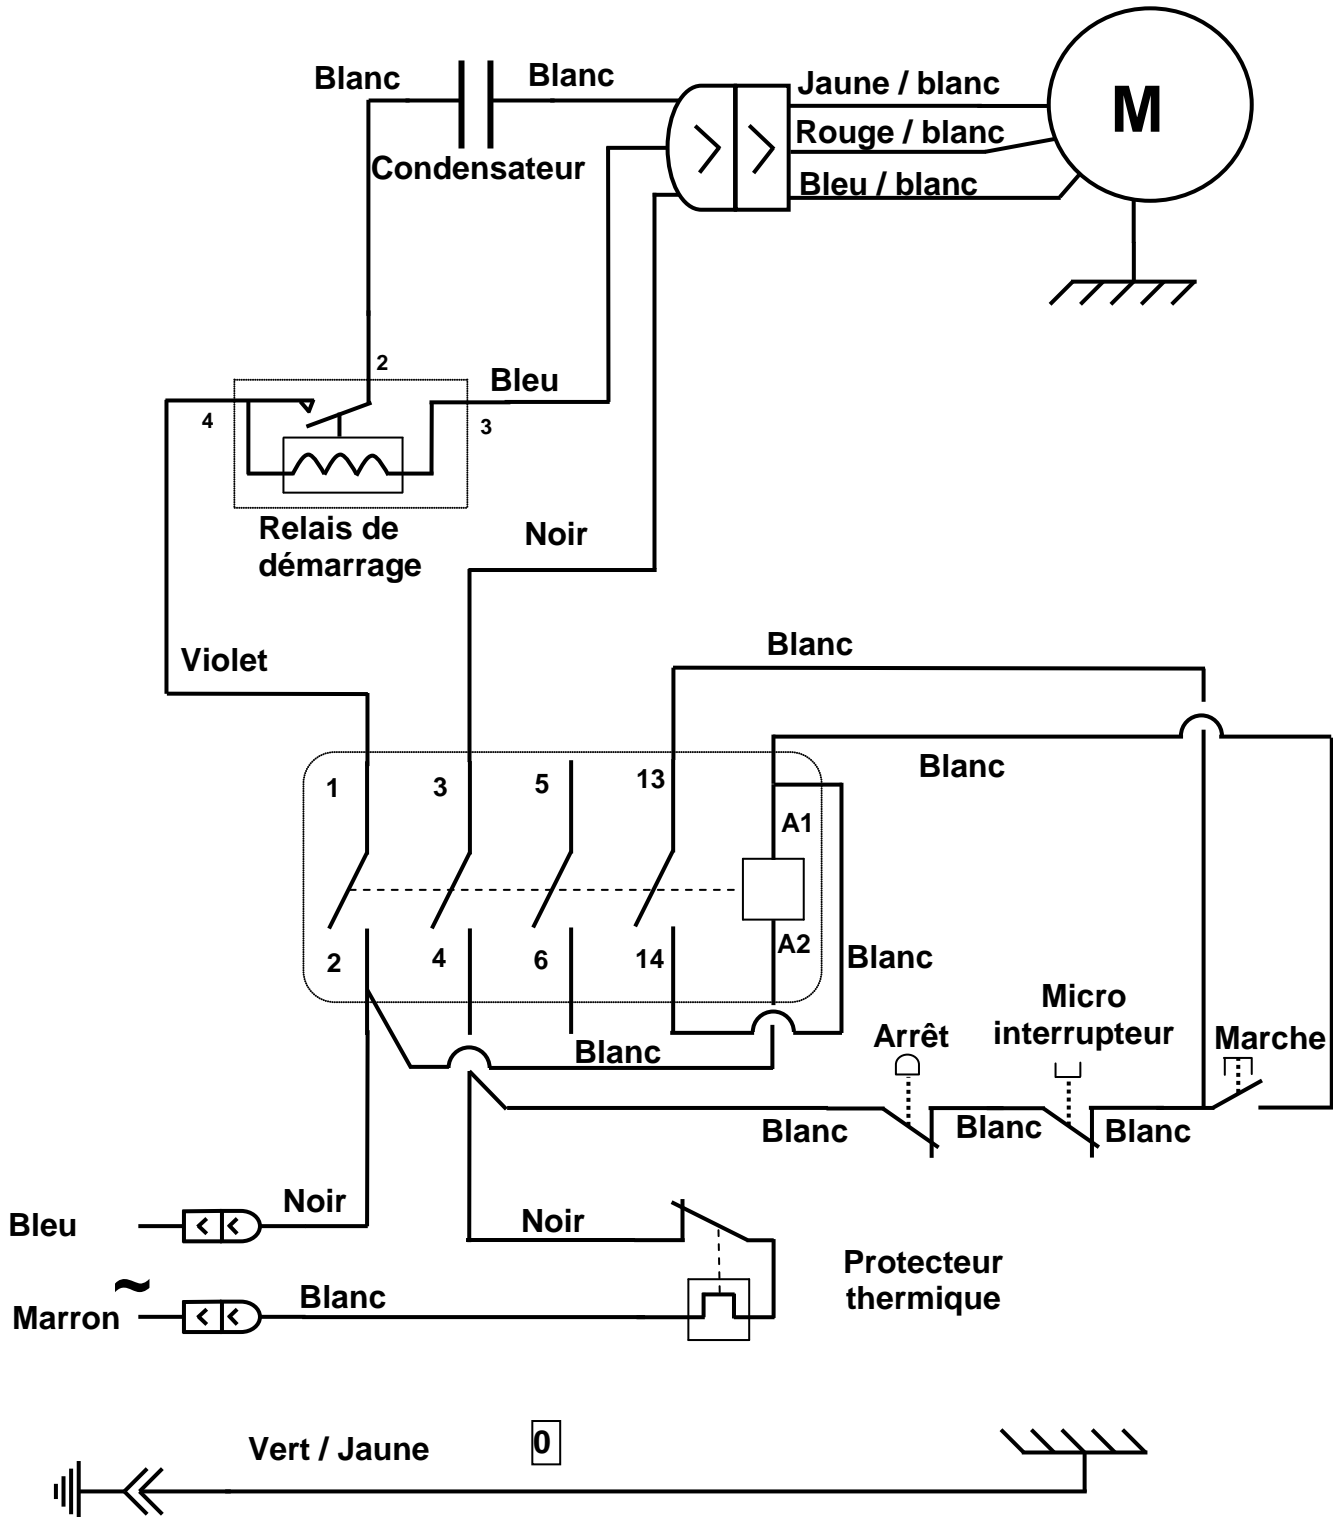 Blanc
Blanc
Condensateur
Jaune / blanc
Rouge / blanc
Bleu / blanc
M
2
Bleu
4
3
Relais de
démarrage
Noir
Violet
Blanc
Blanc
1
3
5
13
A1
2
4
6
14
A2
Blanc
Blanc
Arrêt
Micro
interrupteur
Marche
Blanc
Blanc
Blanc
Bleu
Noir
Noir
~
Marron
Blanc
Protecteur
thermique
Vert / Jaune
0